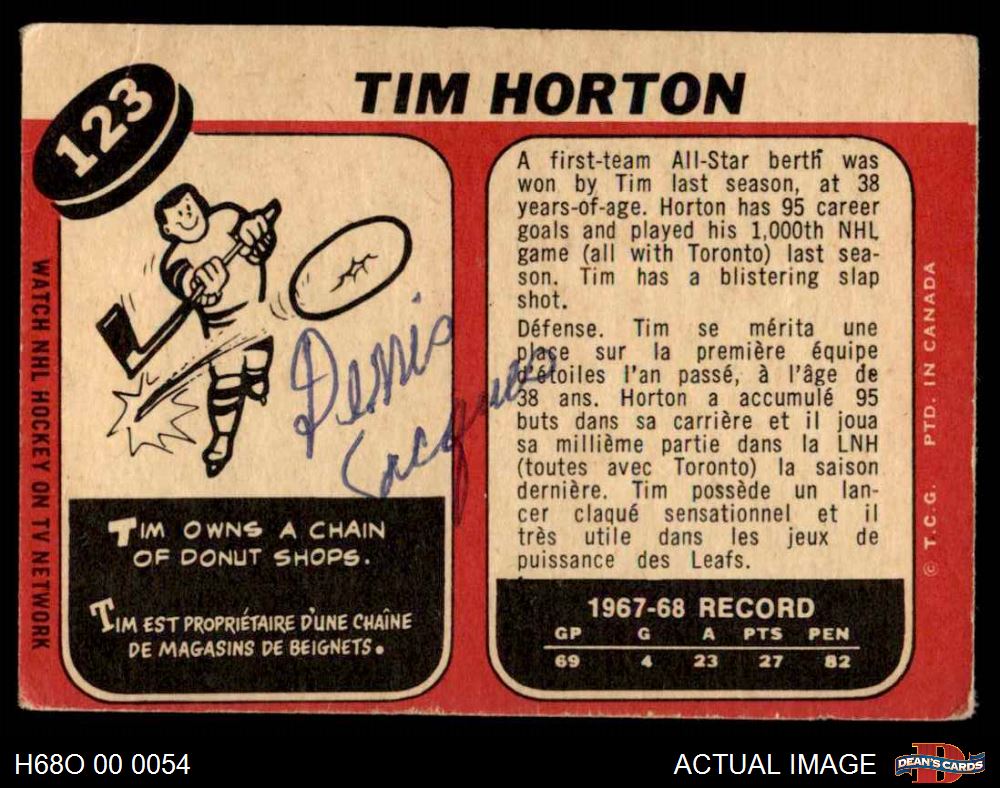 123
TIM HORTON
WATCH NHL HOCKEY ON TV NETWORK
Dennis
Jacques
TIM OWNS A CHAIN
OF DONUT SHOPS.
TIM EST PROPRIÉTAIRE D'UNE CHAÎNE
DE MAGASINS DE BEIGNETS.
A first-team All-Star berth was
won by Tim last season, at 38
years-of-age. Horton has 95 career
goals and played his 1,000th NHL
game (all with Toronto) last sea-
son. Tim has a blistering slap
shot.
Défense. Tim se mérita une
place sur la première équipe
d'étoiles l'an passé, à l'âge de
38 ans. Horton a accumulé 95
buts dans sa carrière et il joua
sa millième partie dans la LNH
(toutes avec Toronto) la saison
dernière. Tim possède un lan-
cer claqué sensationnel et il
très utile dans les jeux de
puissance des Leafs.
1967-68 RECORD
GP G A PTS PEN
69 4 23 27 82
© T.C.G. PTD. IN CANADA
H68O 00 0054
ACTUAL IMAGE
DEAN'S CARDS